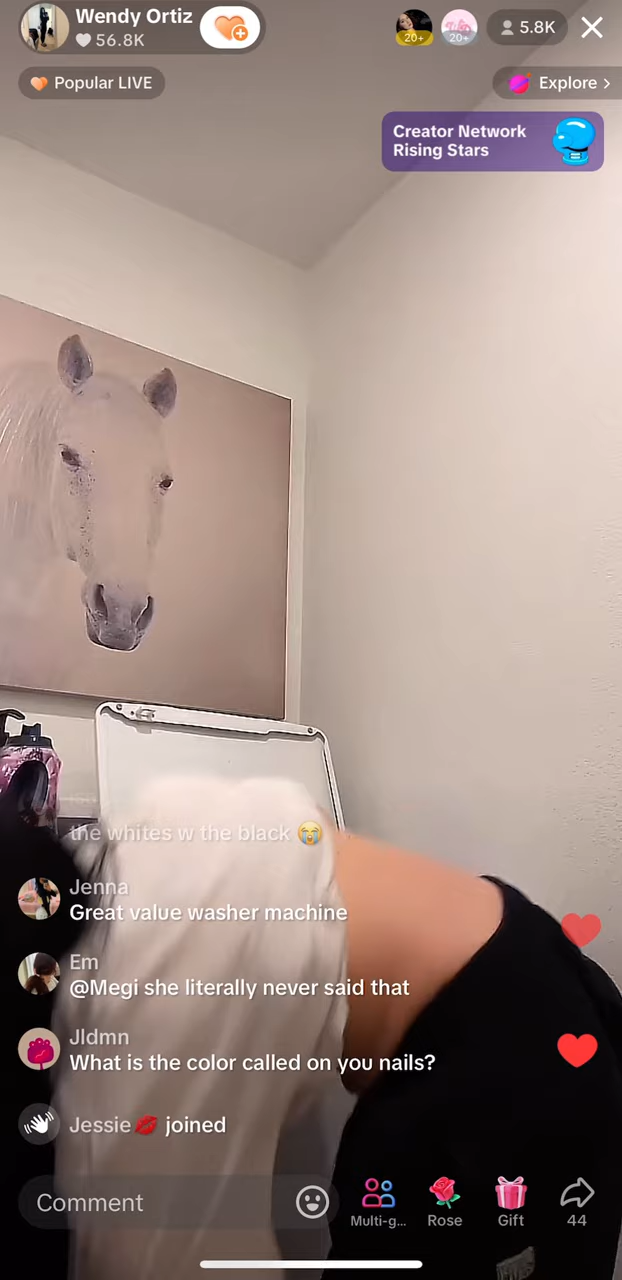 Wendy Ortiz
56.8K
20+
20+
5.8K
Popular LIVE
Explore >
Creator Network
Rising Stars
the whites w the black 😭
Jenna
Great value washer machine
Em
@Megi she literally never said that
Jldmn
What is the color called on you nails?
Jessie💋 joined
Comment
Multi-g...
Rose
Gift
44